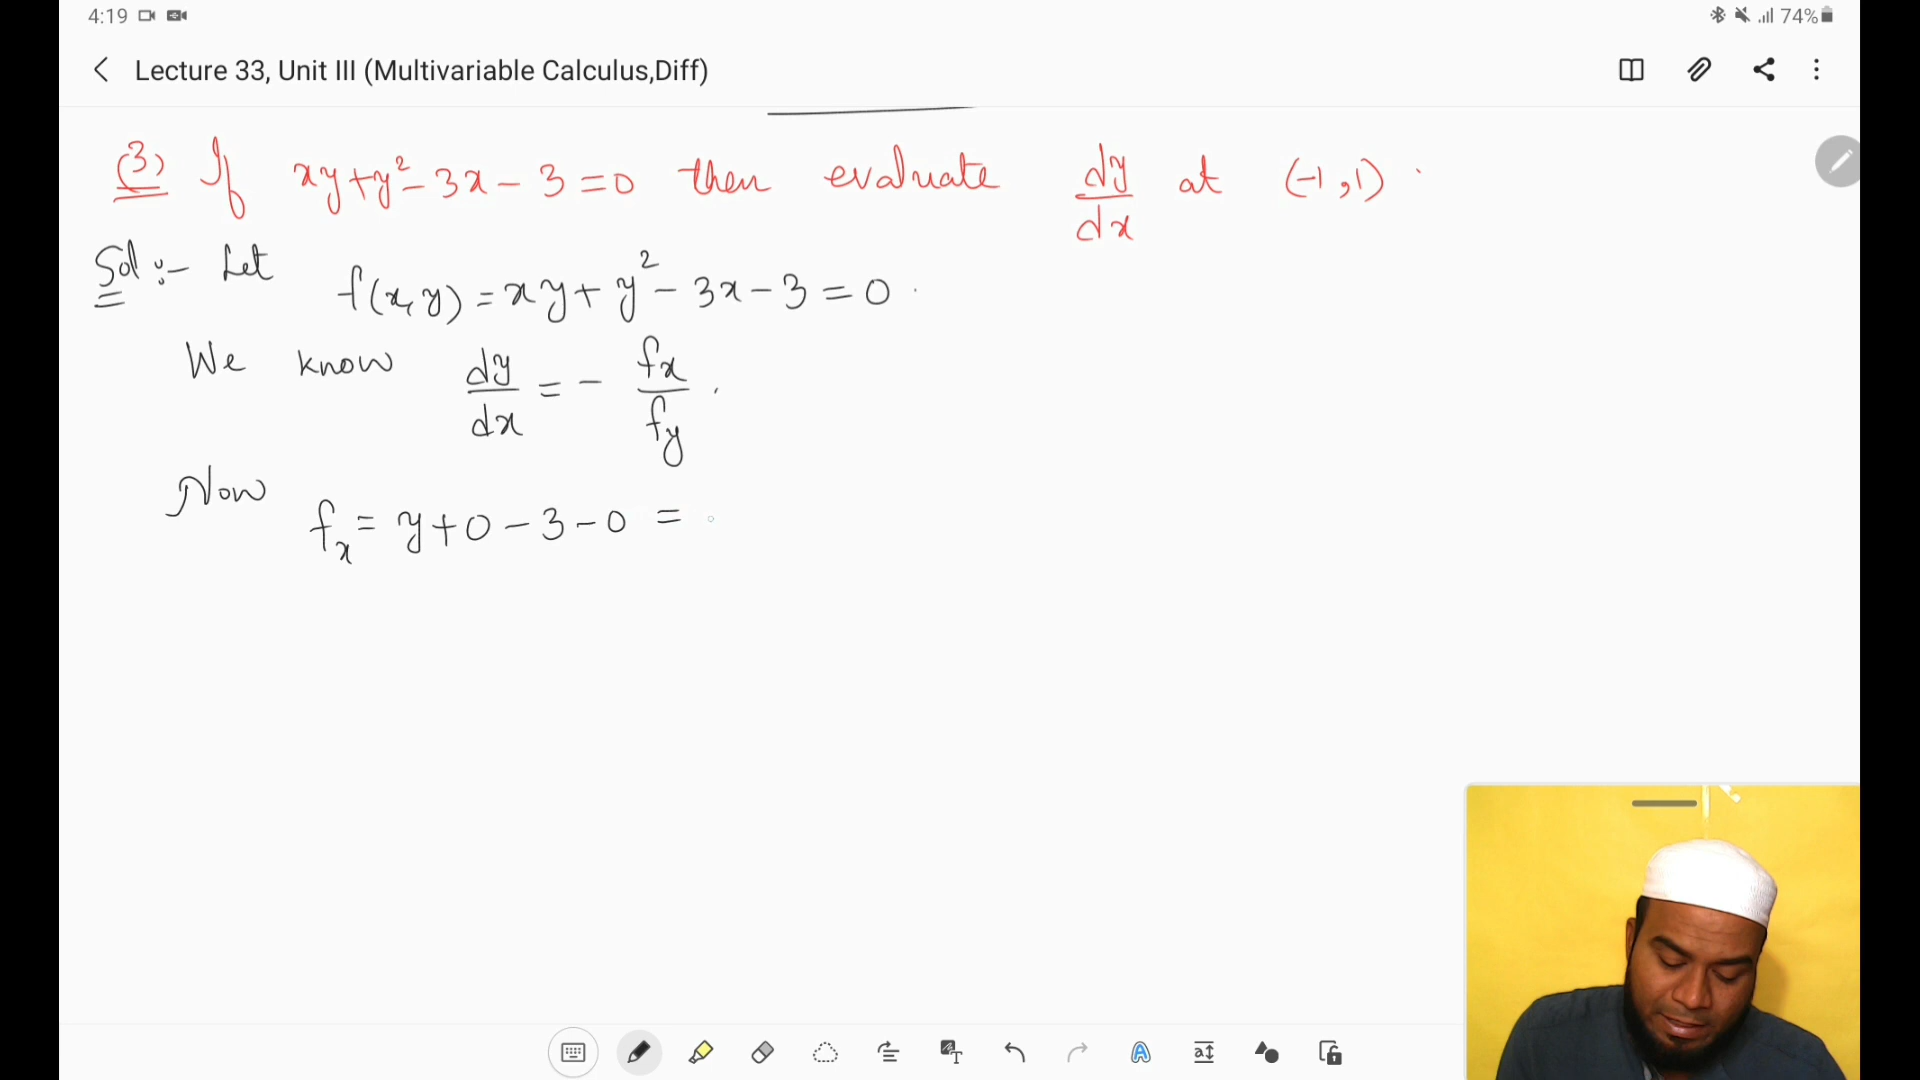 4:19 74%
Lecture 33, Unit III (Multivariable Calculus,Diff)
(3) If xy+y²-3x-3=0 then evaluate dy/dx at (-1,1).
Sol:- Let f(x,y)=xy+y²-3x-3=0.
We know dy/dx = - fx/fy.
Now
fx = y+0-3-0 =